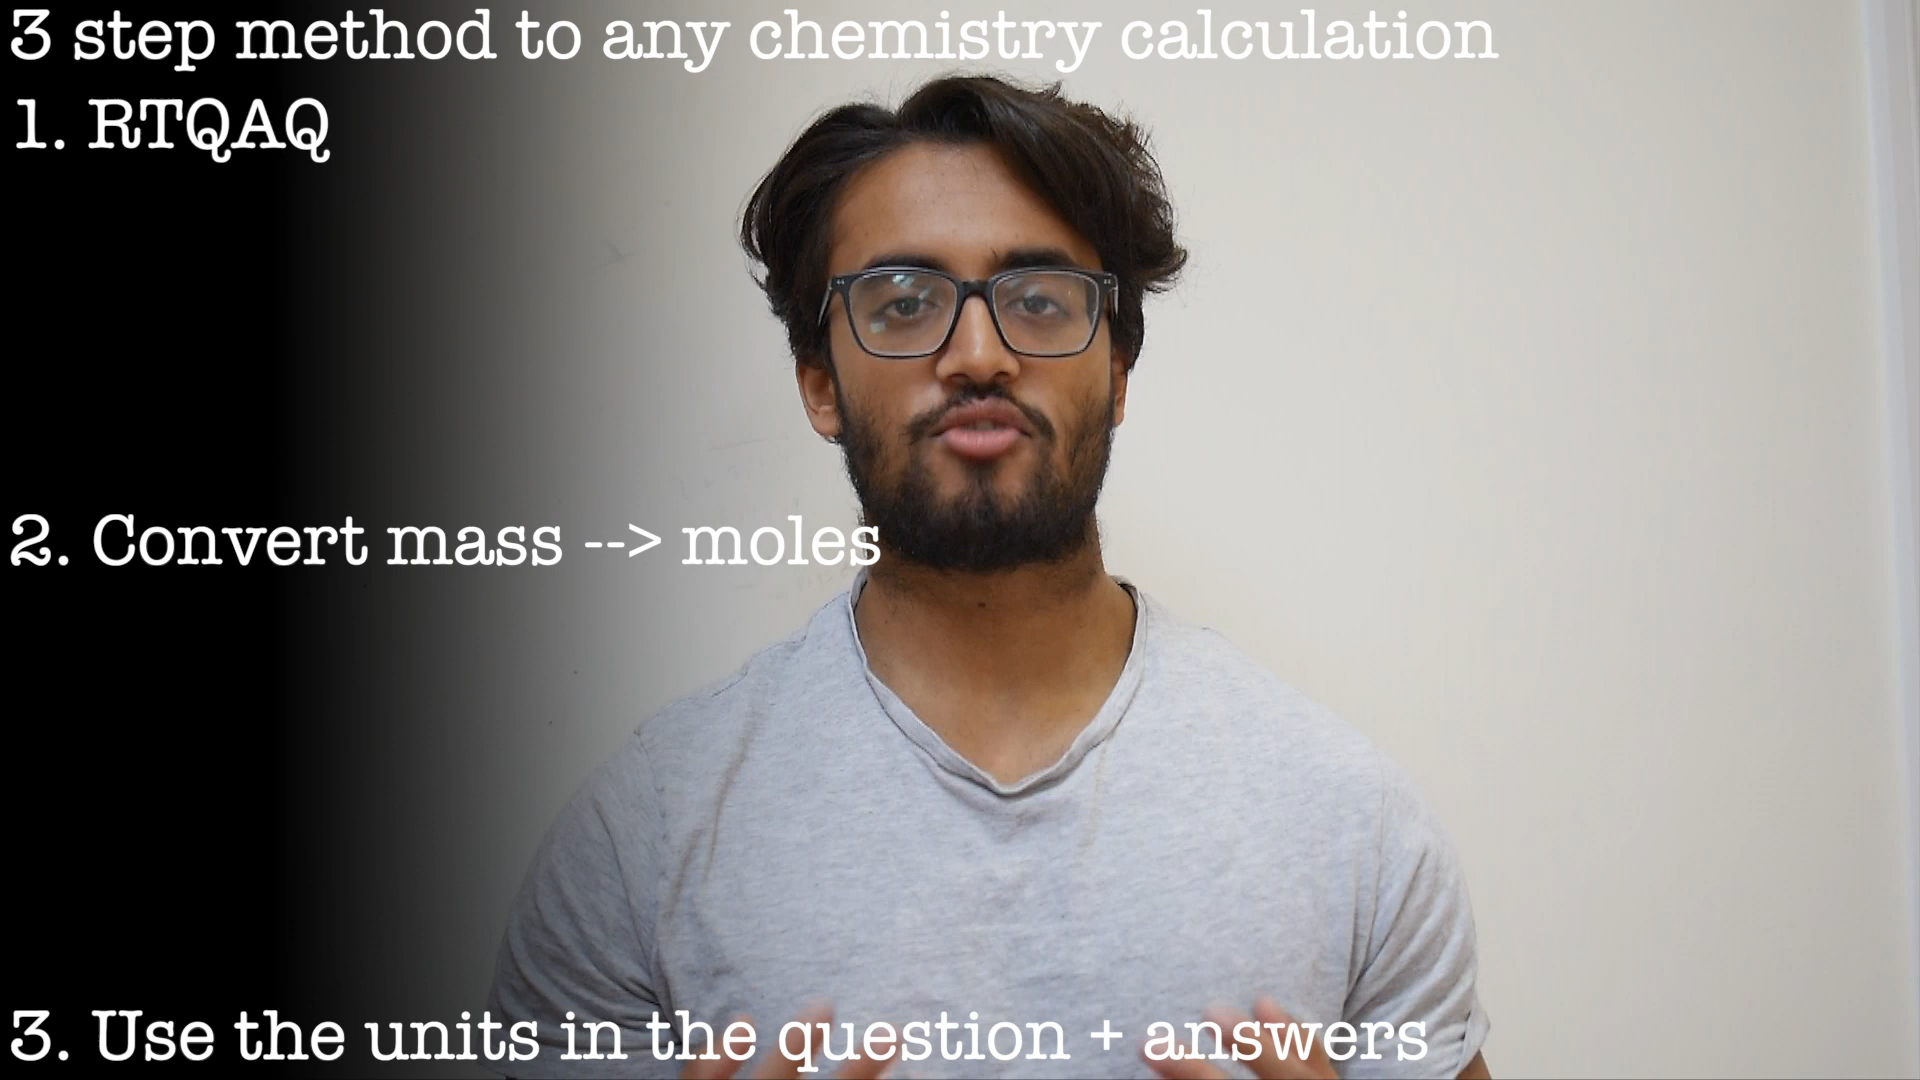 3 step method to any chemistry calculation
1. RTQAQ
2. Convert mass --> moles
3. Use the units in the question + answers